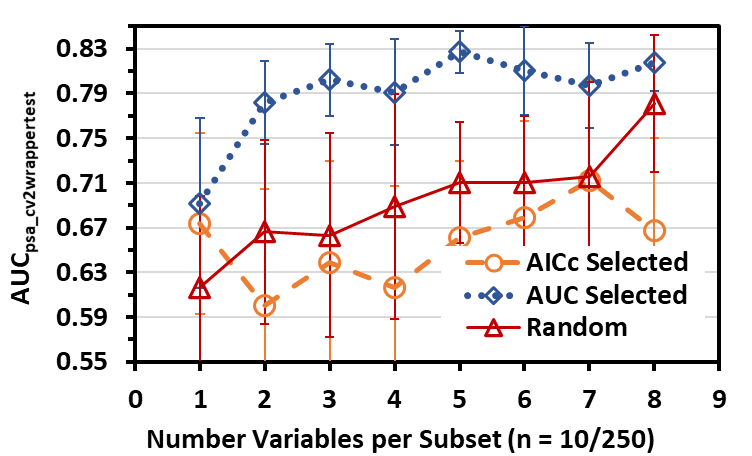 0.83
0.79
0.75
0.71
0.67
0.63
0.59
0.55
AUCpsa_cv2wrappertest
AICc Selected
AUC Selected
Random
0 1 2 3 4 5 6 7 8 9
Number Variables per Subset (n = 10/250)